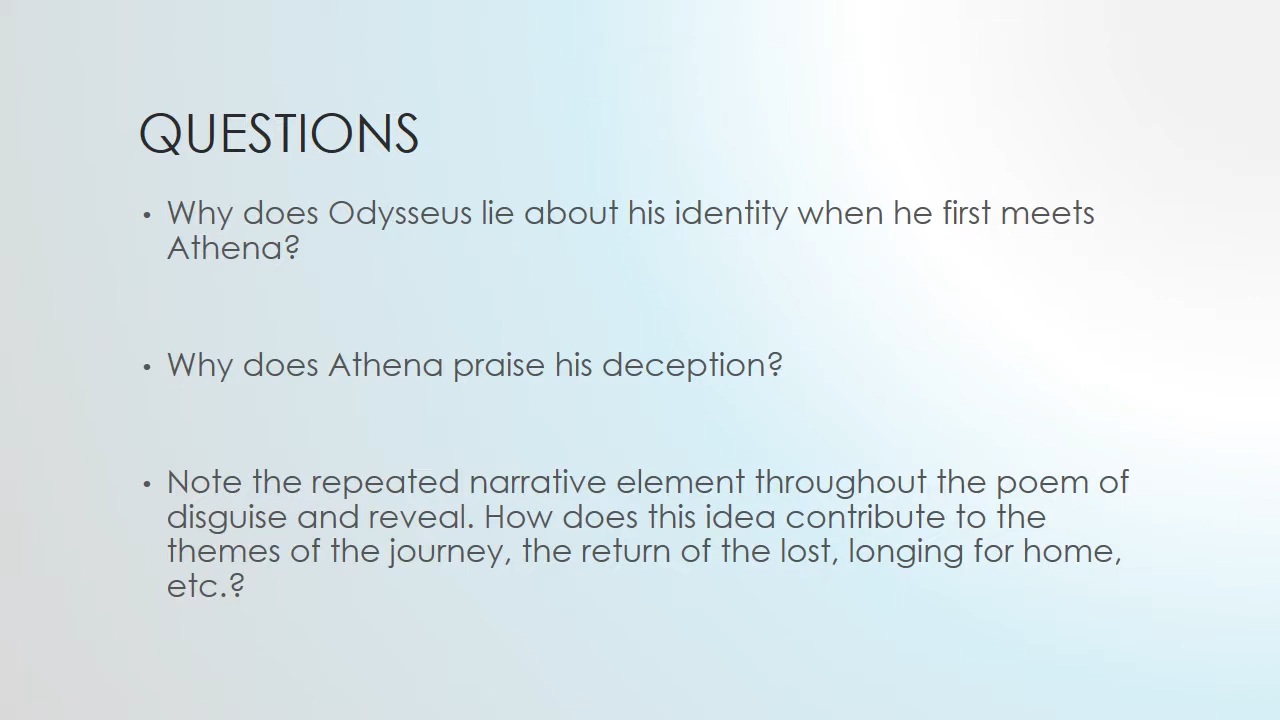 QUESTIONS
• Why does Odysseus lie about his identity when he first meets
Athena?
• Why does Athena praise his deception?
• Note the repeated narrative element throughout the poem of
disguise and reveal. How does this idea contribute to the
themes of the journey, the return of the lost, longing for home,
etc.?